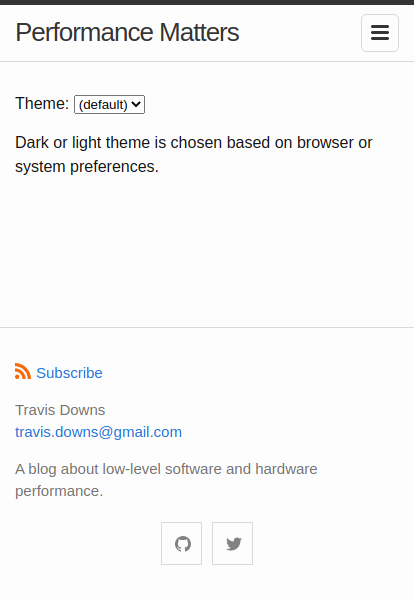 Performance Matters
Theme: (default)
Dark or light theme is chosen based on browser or
system preferences.
Subscribe
Travis Downs
travis.downs@gmail.com
A blog about low-level software and hardware
performance.